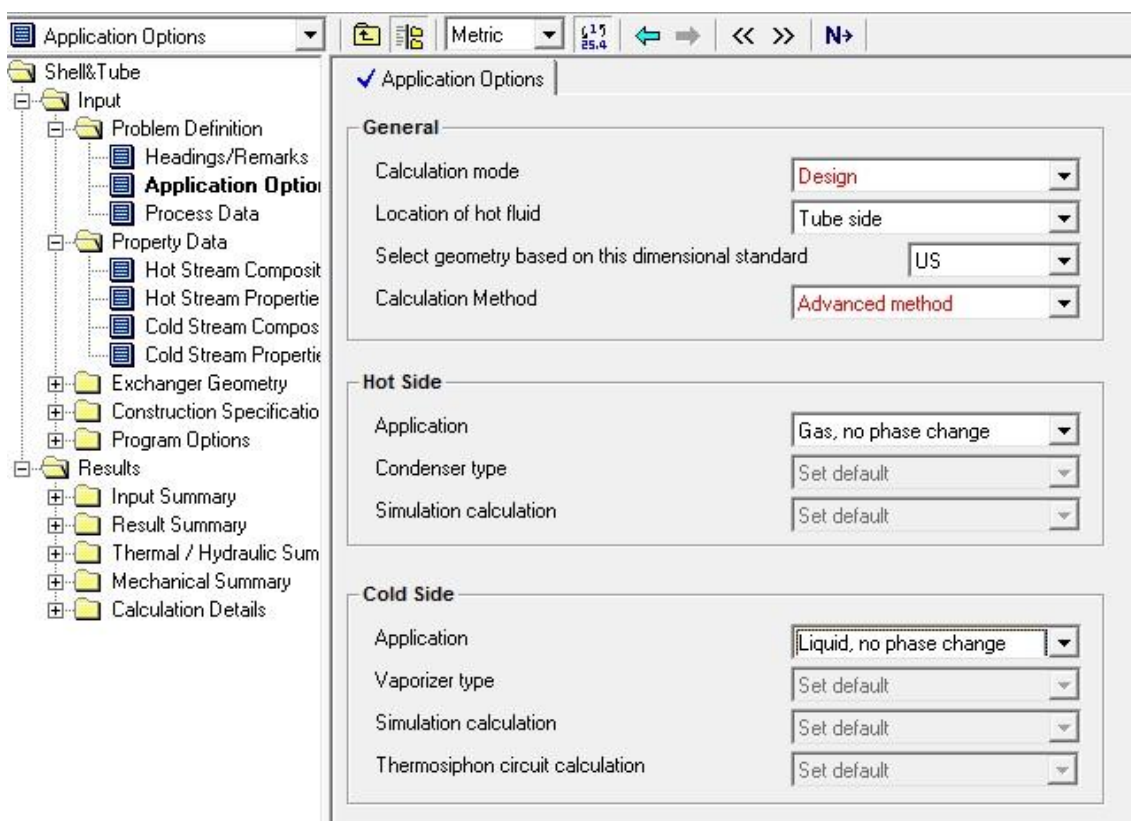 Application Options
Metric
25.4
N
Shell&Tube
Input
Problem Definition
Headings/Remarks
Application Option
Process Data
Property Data
Hot Stream Composit
Hot Stream Propertie
Cold Stream Compos
Cold Stream Propertie
Exchanger Geometry
Construction Specificatio
Program Options
Results
Input Summary
Result Summary
Thermal / Hydraulic Sum
Mechanical Summary
Calculation Details
Application Options
General
Calculation mode Design
Location of hot fluid Tube side
Select geometry based on this dimensional standard US
Calculation Method Advanced method
Hot Side
Application Gas, no phase change
Condenser type Set default
Simulation calculation Set default
Cold Side
Application Liquid, no phase change
Vaporizer type Set default
Simulation calculation Set default
Thermosiphon circuit calculation Set default